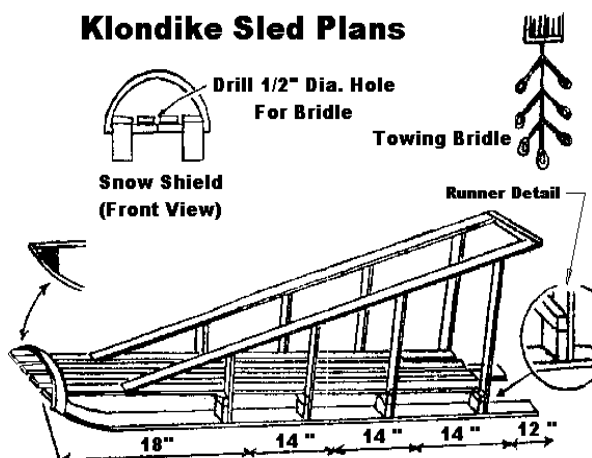 Klondike Sled Plans
Drill 1/2" Dia. Hole
For Bridle
Towing Bridle
Snow Shield
(Front View)
Runner Detail
18" 14" 14" 14" 12"